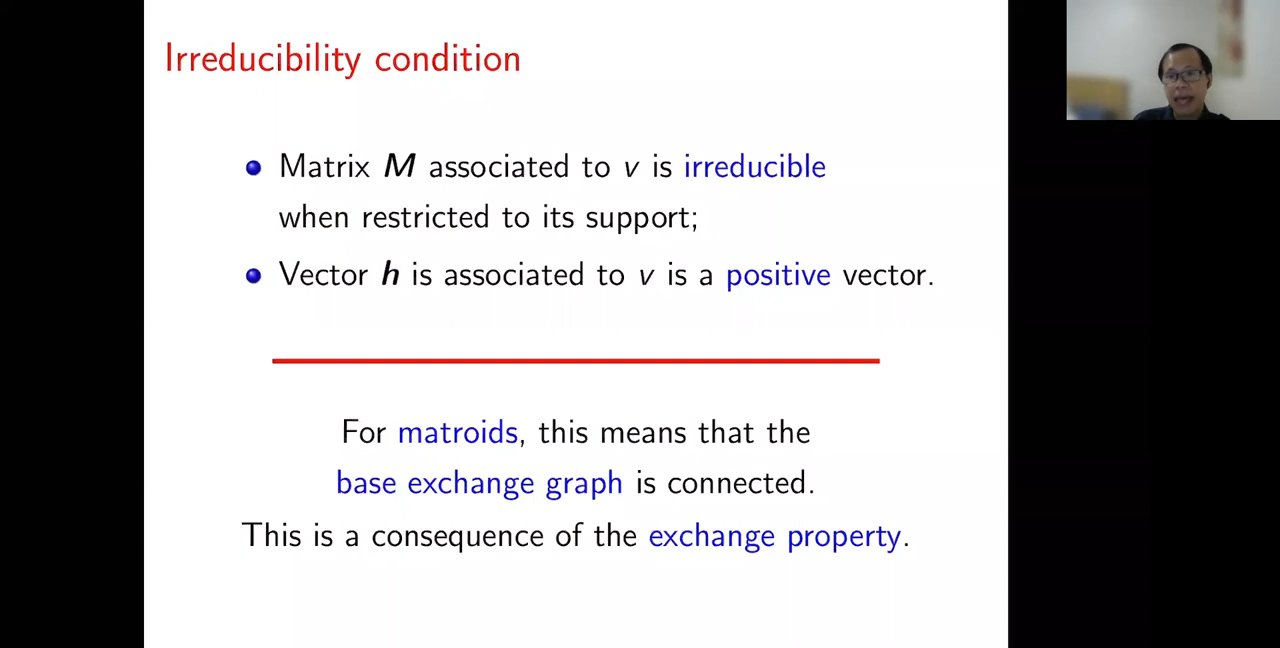 Irreducibility condition
Matrix M associated to v is irreducible
when restricted to its support;
Vector h is associated to v is a positive vector.
For matroids, this means that the
base exchange graph is connected.
This is a consequence of the exchange property.